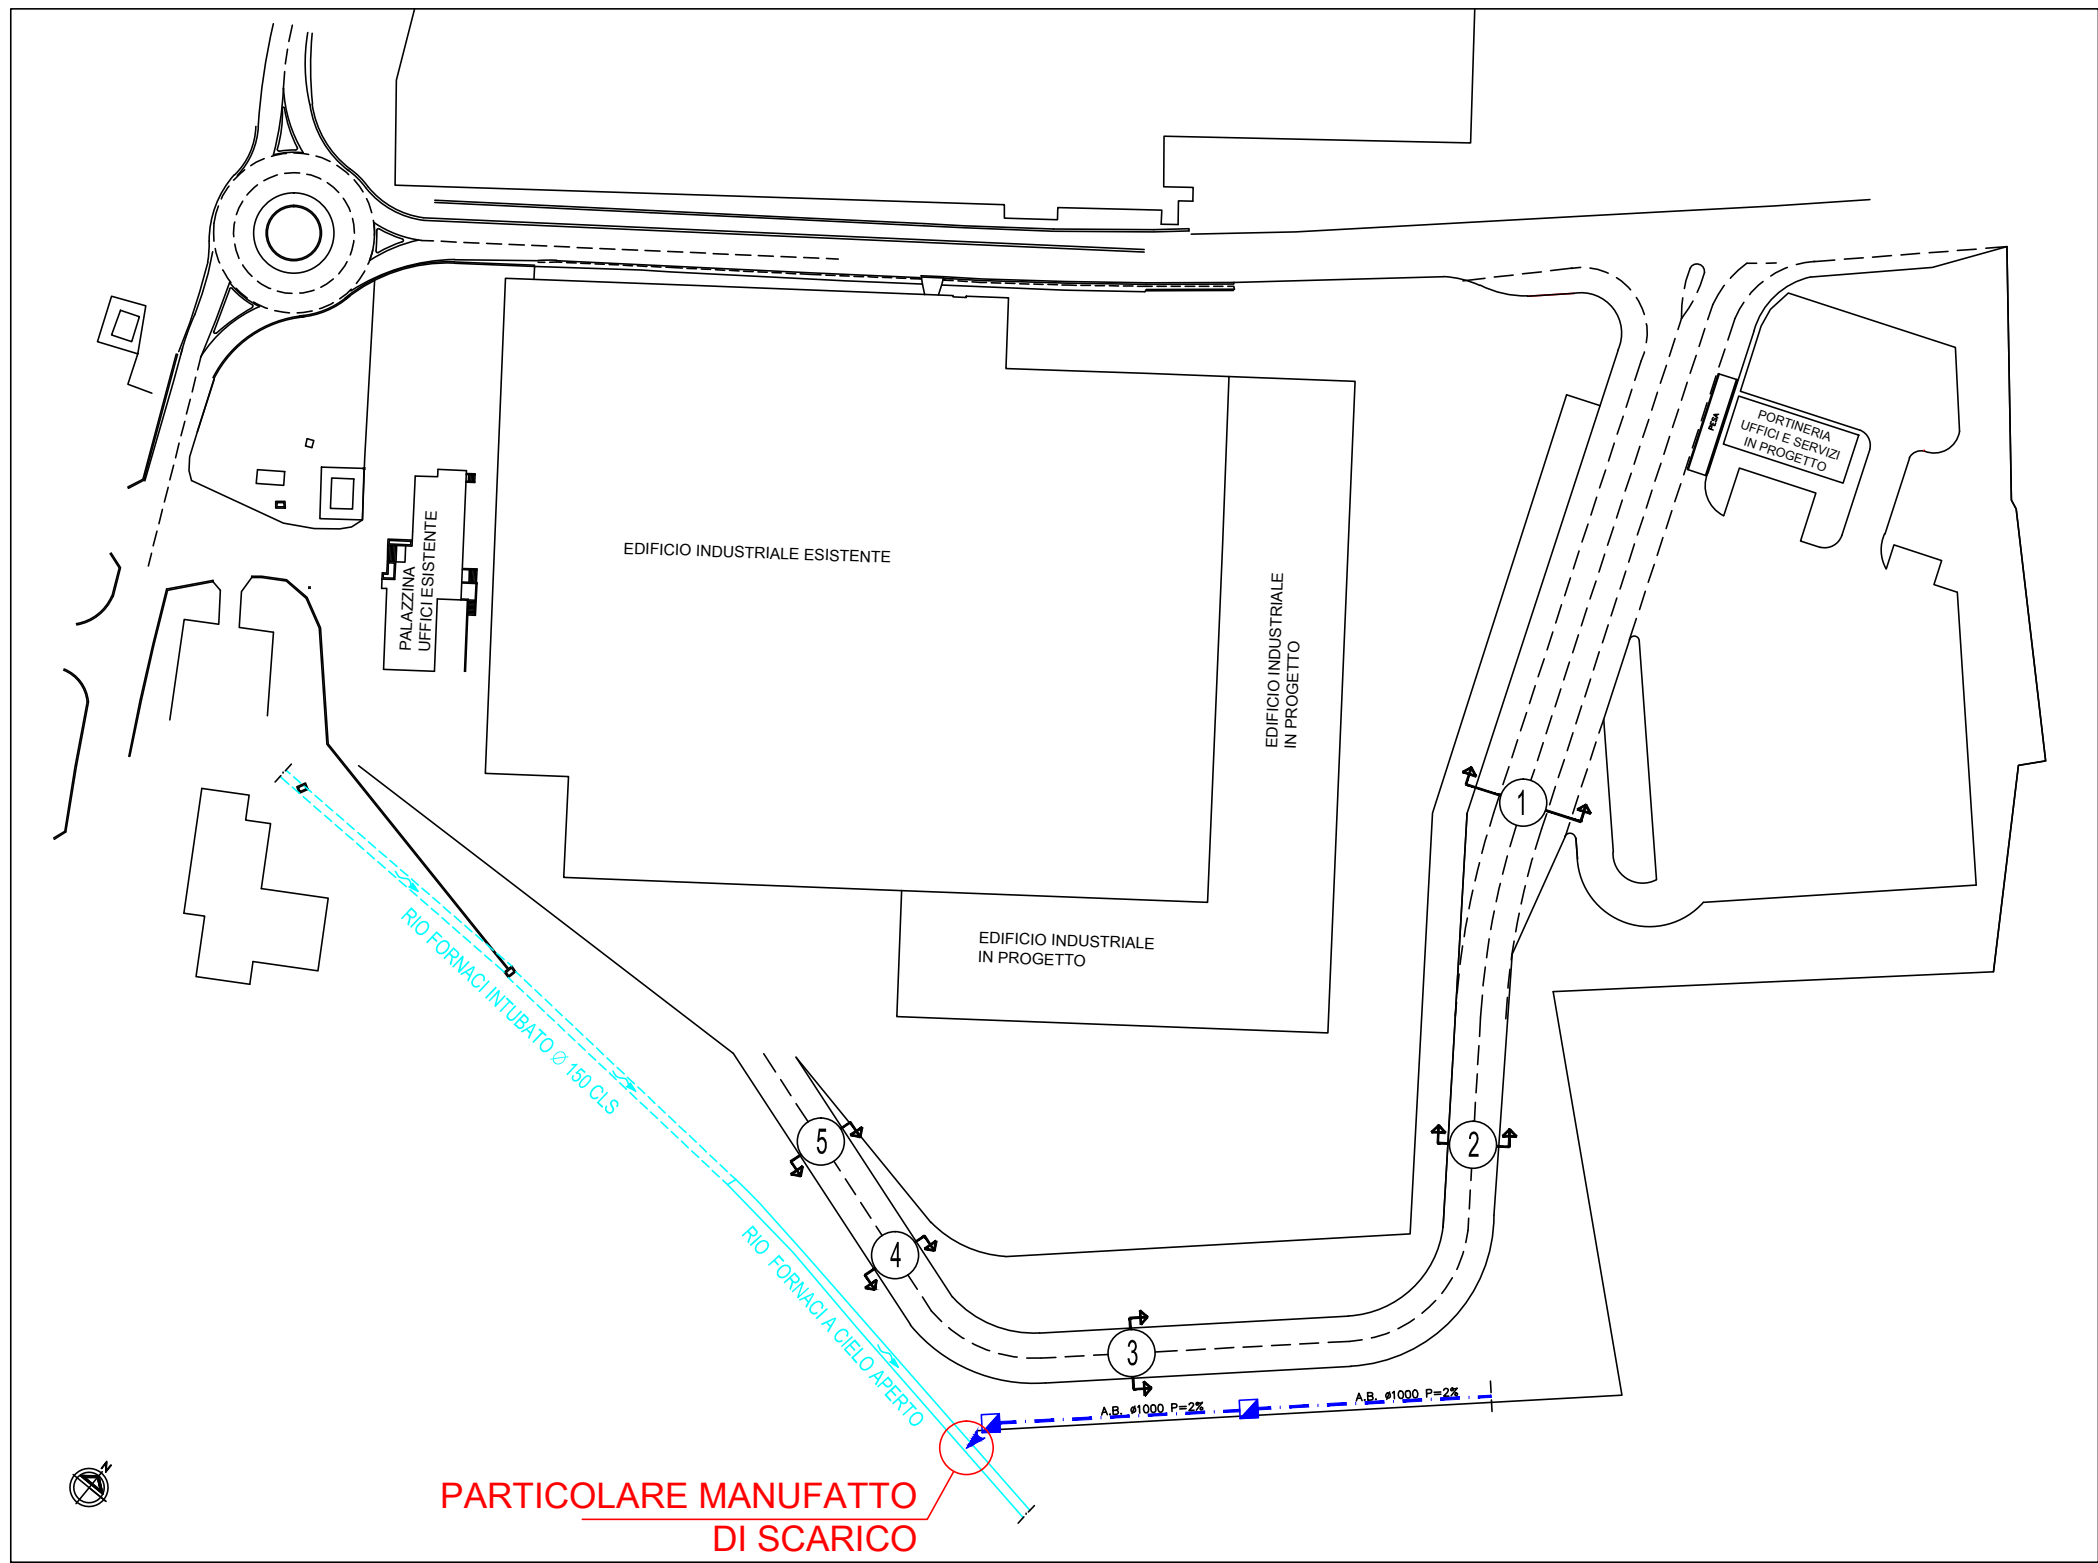 PESA
PORTINERIA
UFFICI E SERVIZI
IN PROGETTO
EDIFICIO INDUSTRIALE ESISTENTE
PALAZZINA
UFFICI ESISTENTE
EDIFICIO INDUSTRIALE
IN PROGETTO
1
RIO FORNACI INTUBATO Ø 150 CLS
EDIFICIO INDUSTRIALE
IN PROGETTO
5
2
4
RIO FORNACI A CIELO APERTO
3
A.B. ø1000 P=2%
A.B. ø1000 P=2%
N
PARTICOLARE MANUFATTO
DI SCARICO